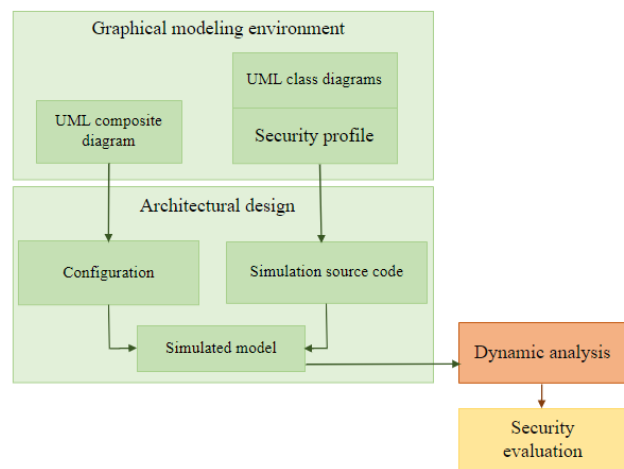 Graphical modeling environment
UML class diagrams
UML composite
diagram
Security profile
Architectural design
Configuration
Simulation source code
Simulated model
Dynamic analysis
Security
evaluation